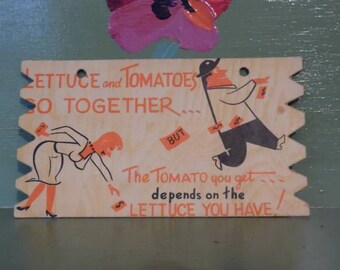 LETTUCE and TOMATOES
GO TOGETHER...
BUT
The TOMATO you get...
depends on the
LETTUCE YOU HAVE!